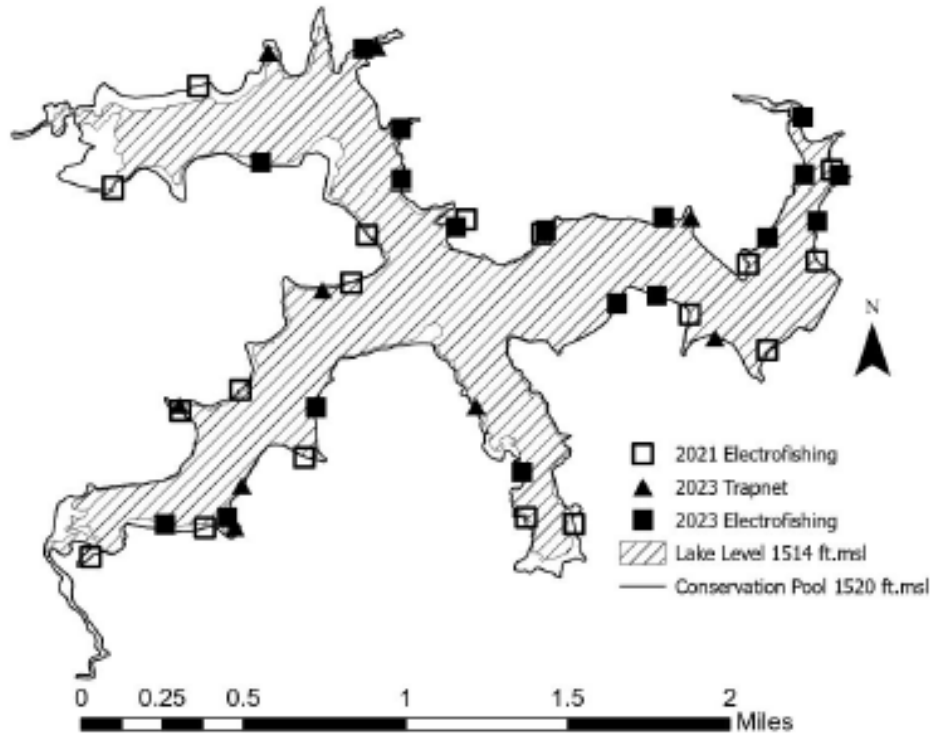 N
2021 Electrofishing
2023 Trapnet
2023 Electrofishing
Lake Level 1514 ft.msl
Conservation Pool 1520 ft.msl
0 0.25 0.5 1 1.5 2
Miles